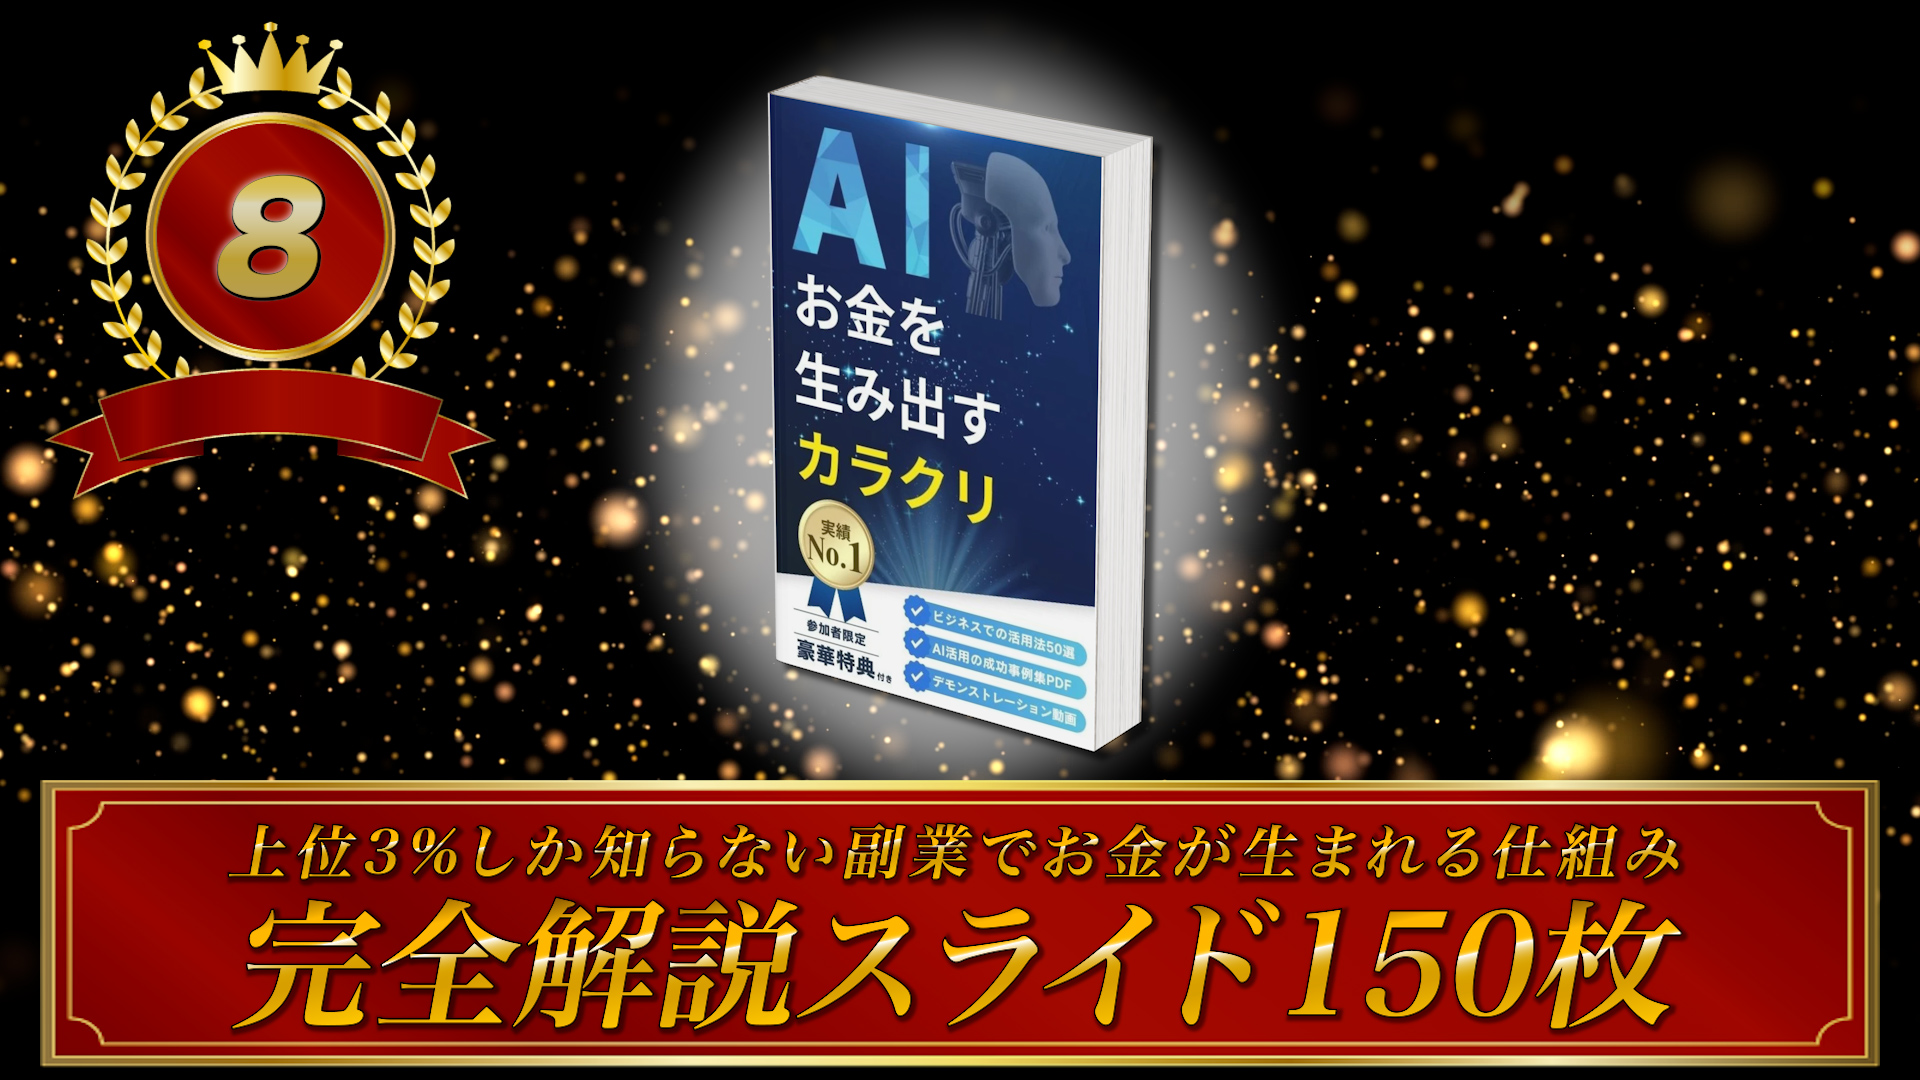 8
AI
お金を
生み出す
カラクリ
実績
No.1
参加者限定
豪華特典付き
ビジネスでの活用法50選
AI活用の成功事例集PDF
デモンストレーション動画
上位3%しか知らない副業でお金が生まれる仕組み
完全解説スライド150枚